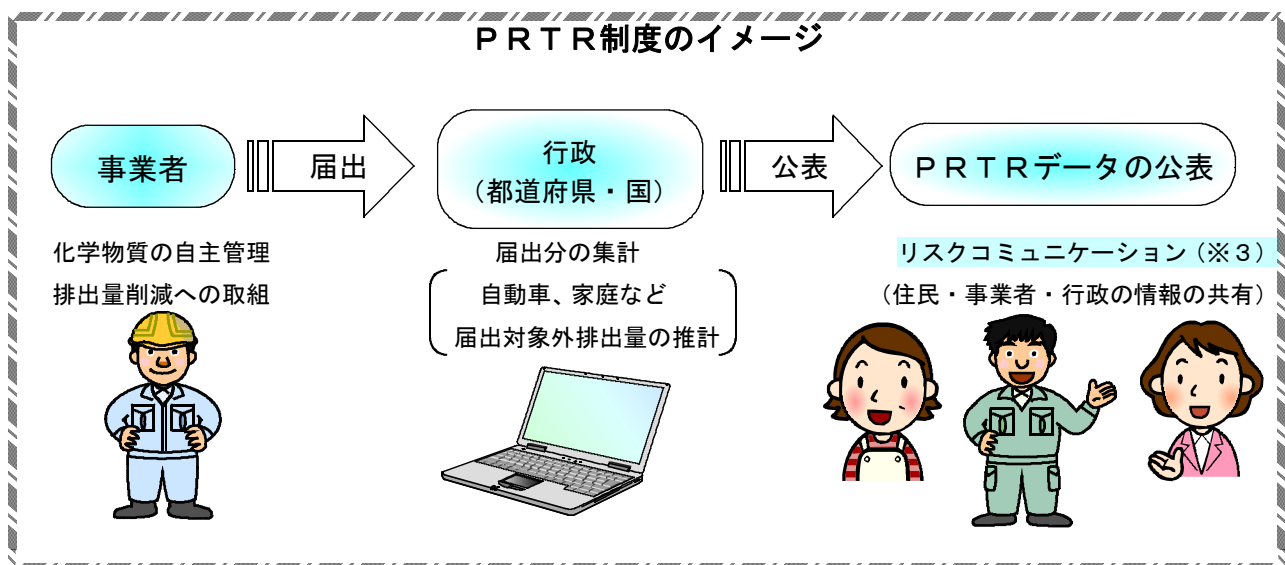 ＰＲＴＲ制度のイメージ
事業者
届出
行政
（都道府県・国）
公表
ＰＲＴＲデータの公表
化学物質の自主管理
排出量削減への取組
届出分の集計
自動車、家庭など
届出対象外排出量の推計
リスクコミュニケーション（※３）
（住民・事業者・行政の情報の共有）